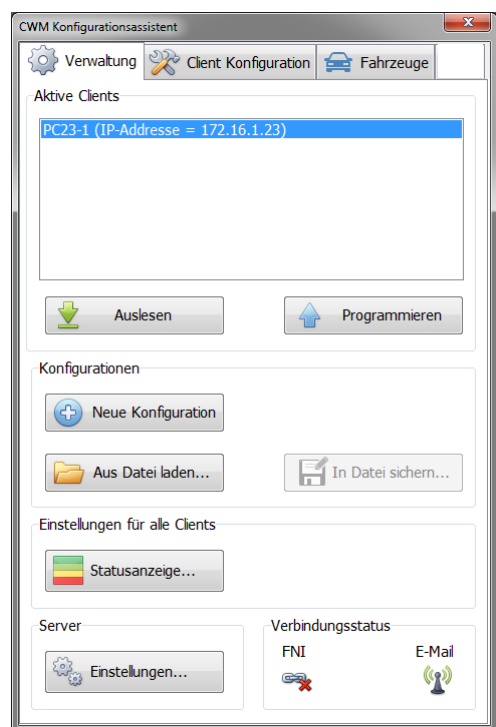 CWM Konfigurationsassistent
Verwaltung Client Konfiguration Fahrzeuge
Aktive Clients
PC23-1 (IP-Addresse = 172.16.1.23)
Auslesen Programmieren
Konfigurationen
Neue Konfiguration
Aus Datei laden... In Datei sichern...
Einstellungen für alle Clients
Statusanzeige...
Server Verbindungsstatus
FNI E-Mail
Einstellungen...